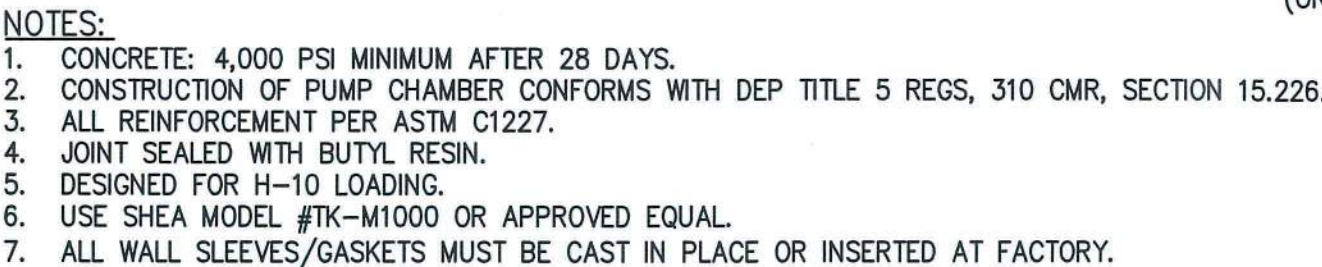 NOTES:
1. CONCRETE: 4,000 PSI MINIMUM AFTER 28 DAYS.
2. CONSTRUCTION OF PUMP CHAMBER CONFORMS WITH DEP TITLE 5 REGS, 310 CMR, SECTION 15.226.
3. ALL REINFORCEMENT PER ASTM C1227.
4. JOINT SEALED WITH BUTYL RESIN.
5. DESIGNED FOR H-10 LOADING.
6. USE SHEA MODEL #TK-M1000 OR APPROVED EQUAL.
7. ALL WALL SLEEVES/GASKETS MUST BE CAST IN PLACE OR INSERTED AT FACTORY.